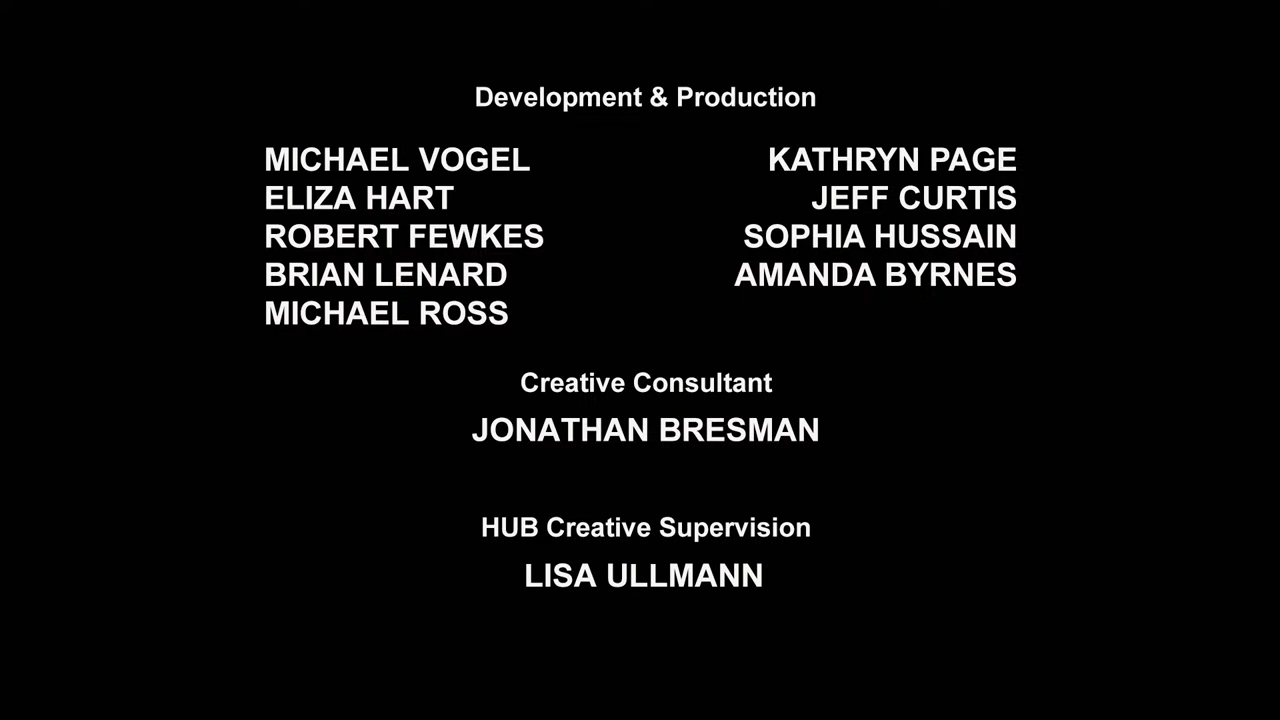 Development & Production
MICHAEL VOGEL KATHRYN PAGE
ELIZA HART JEFF CURTIS
ROBERT FEWKES SOPHIA HUSSAIN
BRIAN LENARD AMANDA BYRNES
MICHAEL ROSS
Creative Consultant
JONATHAN BRESMAN
HUB Creative Supervision
LISA ULLMANN